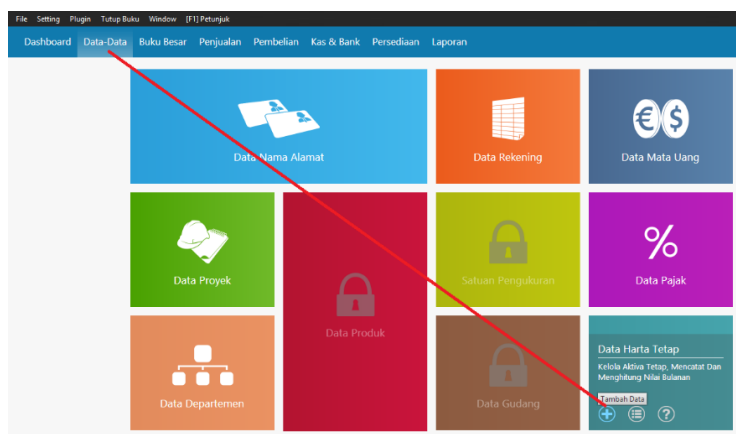 File Setting Plugin Tutup Buku Window [F1] Petunjuk
Dashboard Data-Data Buku Besar Penjualan Pembelian Kas & Bank Persediaan Laporan
Data Nama Alamat
Data Rekening
Data Mata Uang
Data Proyek
Data Produk
Satuan Pengukuran
Data Pajak
Data Departemen
Data Gudang
Data Harta Tetap
Kelola Aktiva Tetap, Mencatat Dan
Menghitung Nilai Bulanan
Tambah Data